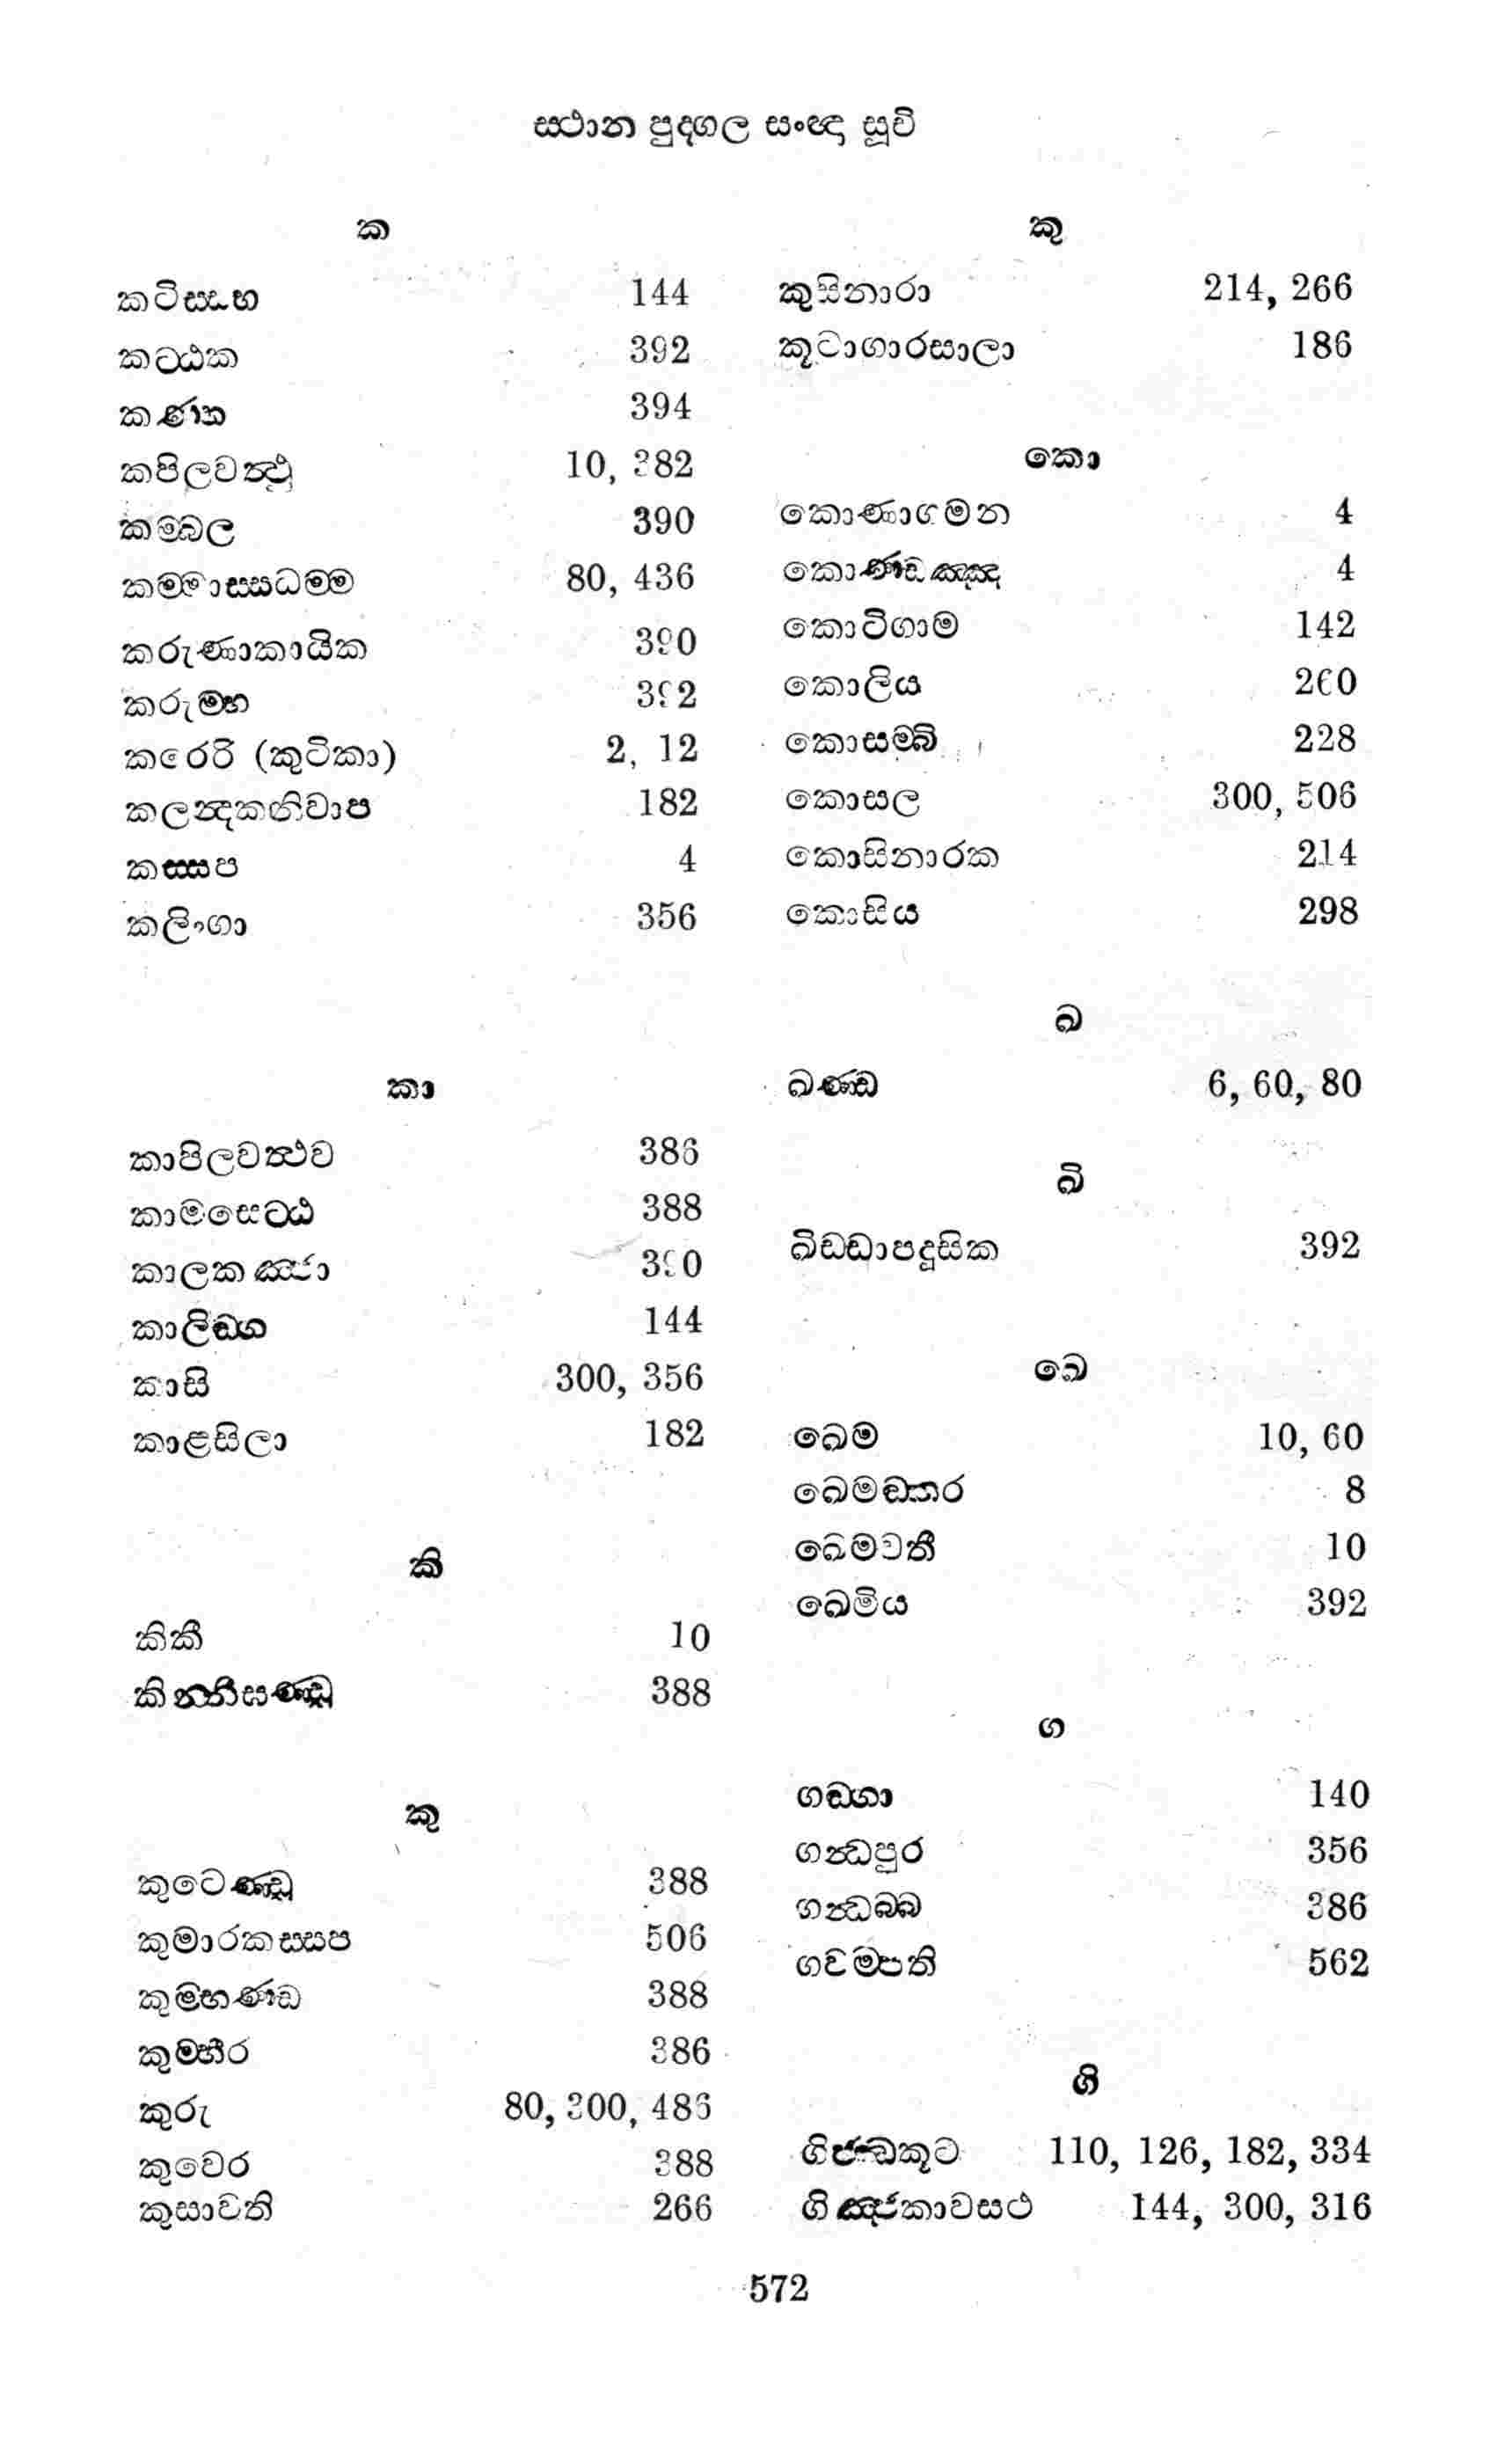 ස්ථාන පුද්ගල සංඥා සූචි
ක
කටිස්සභ 144
කට්ඨක 392
කණ්හ 394
කපිලවත්ථු 10, 382
කම්බල 390
කම්මාස්සධම්ම 80, 436
කරුණාකායික 390
කරුම්භ 392
කරෙරි (කුටිකා) 2, 12
කලන්දකනිවාප 182
කස්සප 4
කලිංගා 356
කා
කාපිලවත්ථව 386
කාමසෙට්ඨ 388
කාලකඤ්ජා 390
කාලිඞ්ග 144
කාසි 300, 356
කාළසිලා 182
කි
කිකී 10
කින්නීඝණ්ඩු 388
කු
කුටෙණ්ඩු 388
කුමාරකස්සප 506
කුම්භණ්ඩ 388
කුම්භීර 386
කුරු 80, 300, 486
කුවෙර 388
කුසාවති 266
කු
කුසිනාරා 214, 266
කූටාගාරසාලා 186
කො
කොණාගමන 4
කොණ්ඩඤ්ඤ 4
කොටිගාම 142
කොලිය 260
කොසම්බි 228
කොසල 300, 506
කොසිනාරක 214
කොසිය 298
ඛ
ඛණ්ඩ 6, 60, 80
ඛි
ඛිඩ්ඩාපදූසික 392
ඛෙ
ඛෙම 10, 60
ඛෙමඞ්කර 8
ඛෙමවතී 10
ඛෙමිය 392
ග
ගඞ්ගා 140
ගන්ධපුර 356
ගන්ධබ්බ 386
ගවම්පති 562
ගි
ගිජ්ඣකූට 110, 126, 182, 334
ගිඤ්ජකාවසථ 144, 300, 316
572